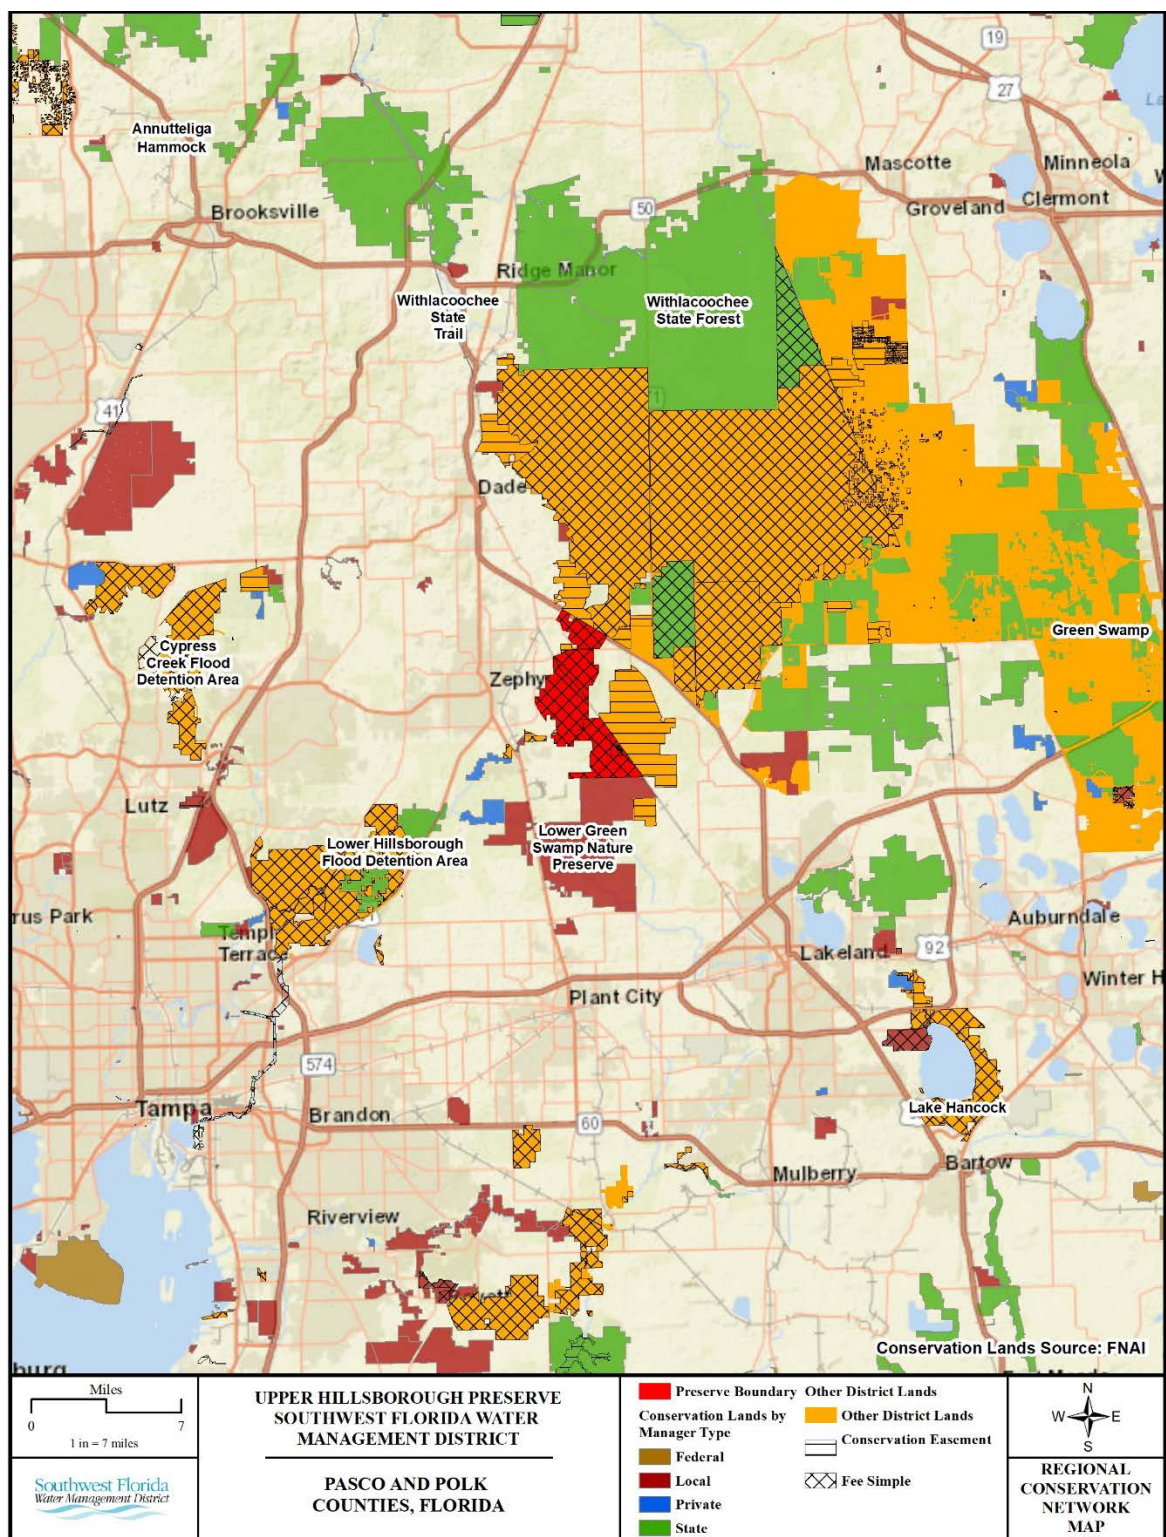 19
27
Annutteliga
Hammock
Mascotte
Minneola
Brooksville
50
Groveland
Clermont
Ridge Manor
Withlacoochee
State
Trail
Withlacoochee
State Forest
41
Dade
Green Swamp
Cypress
Creek Flood
Detention Area
Zephy
Lutz
Lower Hillsborough
Flood Detention Area
Lower Green
Swamp Nature
Preserve
rus Park
Auburndale
Templ
Terrace
Lakeland
92
Plant City
Winter H
574
Tampa
Brandon
60
Lake Hancock
Mulberry
Bartow
Riverview
Conservation Lands Source: FNAI
burg
Miles
0
7
1 in = 7 miles
Southwest Florida
Water Management District
UPPER HILLSBOROUGH PRESERVE
SOUTHWEST FLORIDA WATER
MANAGEMENT DISTRICT
PASCO AND POLK
COUNTIES, FLORIDA
Preserve Boundary
Conservation Lands by
Manager Type
Federal
Local
Private
State
Other District Lands
Other District Lands
Conservation Easement
Fee Simple
N
W
E
S
REGIONAL
CONSERVATION
NETWORK
MAP